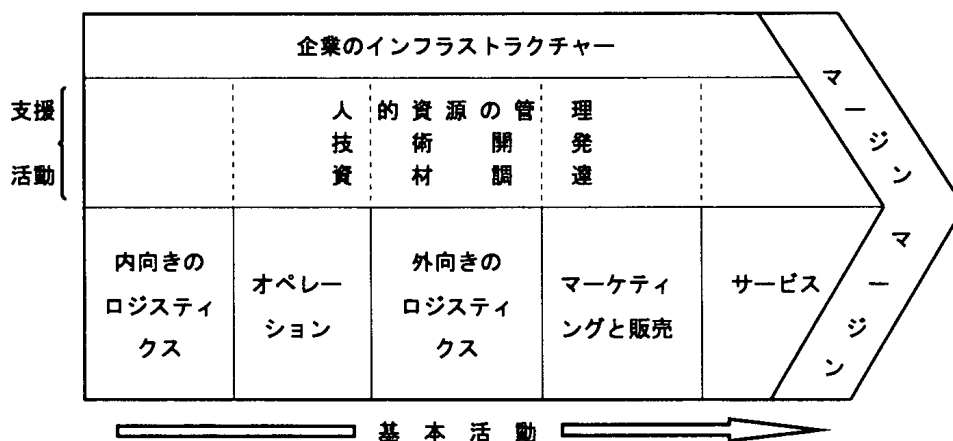 企業のインフラストラクチャー
支援
活動
人的資源の管理
技術開発
資材調達
マージン
内向きの
ロジスティ
クス
オペレー
ション
外向きの
ロジスティ
クス
マーケティ
ングと販売
サービス
マージン
基本活動